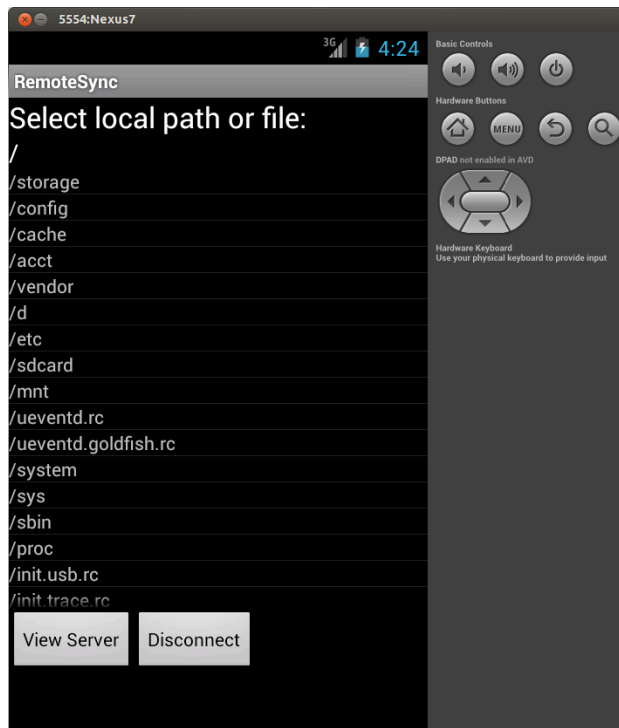 5554:Nexus7
3G 4:24
RemoteSync
Select local path or file:
/
/storage
/config
/cache
/acct
/vendor
/d
/etc
/sdcard
/mnt
/ueventd.rc
/ueventd.goldfish.rc
/system
/sys
/sbin
/proc
/init.usb.rc
/init.trace.rc
View Server Disconnect
Basic Controls
Hardware Buttons
MENU
DPAD not enabled in AVD
Hardware Keyboard
Use your physical keyboard to provide input